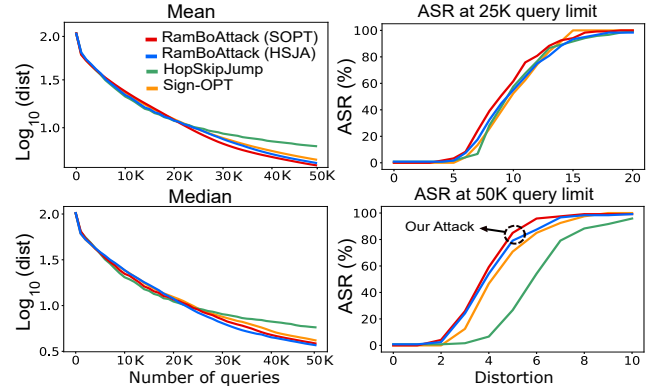 Mean
Log10 (dist)
2.0
1.5
1.0
RamBoAttack (SOPT)
RamBoAttack (HSJA)
HopSkipJump
Sign-OPT
0 10K 20K 30K 40K 50K
ASR at 25K query limit
ASR (%)
100
80
60
40
20
0
0 5 10 15 20
Median
Log10 (dist)
2.0
1.5
1.0
0.5
0 10K 20K 30K 40K 50K
Number of queries
ASR at 50K query limit
ASR (%)
100
80
60
40
20
0
Our Attack
0 2 4 6 8 10
Distortion